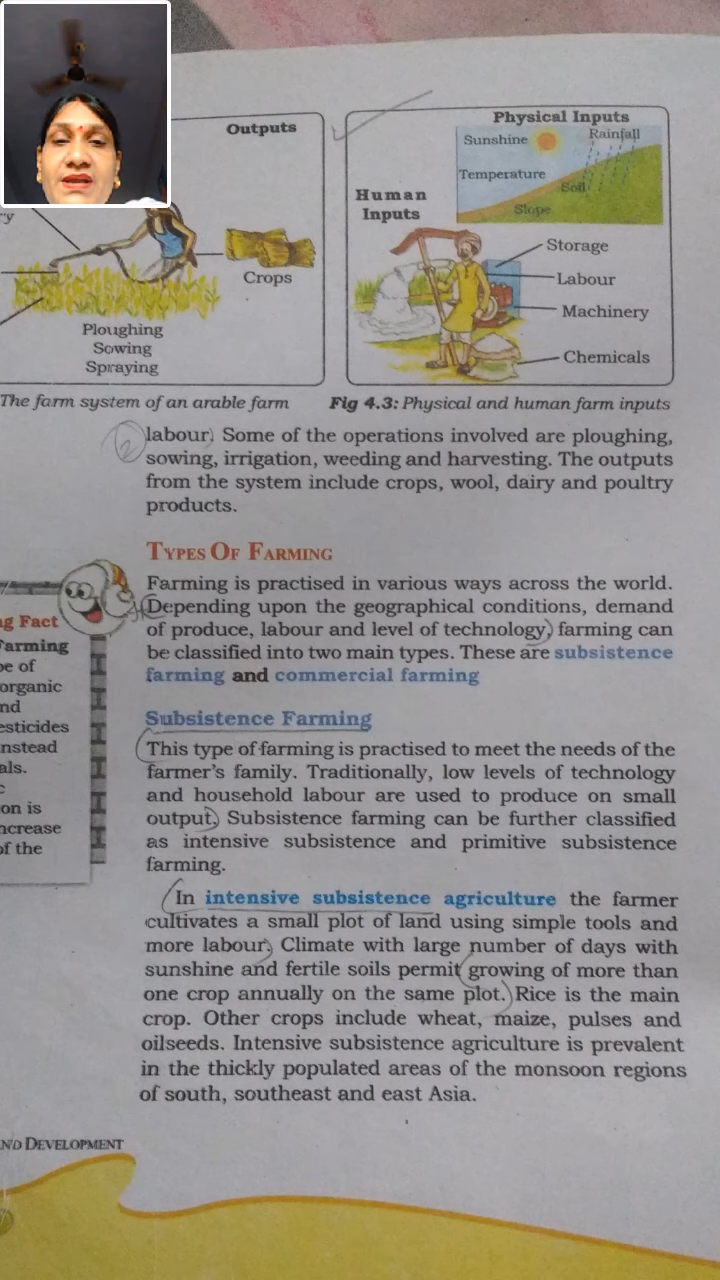 Outputs
ry
Crops
Ploughing
Sowing
Spraying
The farm system of an arable farm
Physical Inputs
Sunshine
Rainfall
Temperature
Soil
Slope
Human
Inputs
Storage
Labour
Machinery
Chemicals
Fig 4.3: Physical and human farm inputs
labour. Some of the operations involved are ploughing,
sowing, irrigation, weeding and harvesting. The outputs
from the system include crops, wool, dairy and poultry
products.
TYPES OF FARMING
Farming is practised in various ways across the world.
Depending upon the geographical conditions, demand
of produce, labour and level of technology, farming can
be classified into two main types. These are subsistence
farming and commercial farming
Subsistence Farming
This type of farming is practised to meet the needs of the
farmer's family. Traditionally, low levels of technology
and household labour are used to produce on small
output. Subsistence farming can be further classified
as intensive subsistence and primitive subsistence
farming.
In intensive subsistence agriculture the farmer
cultivates a small plot of land using simple tools and
more labour. Climate with large number of days with
sunshine and fertile soils permit growing of more than
one crop annually on the same plot. Rice is the main
crop. Other crops include wheat, maize, pulses and
oilseeds. Intensive subsistence agriculture is prevalent
in the thickly populated areas of the monsoon regions
of south, southeast and east Asia.
ng Fact
Farming
pe of
organic
nd
esticides
nstead
als.
c
on is
ncrease
of the
ND DEVELOPMENT